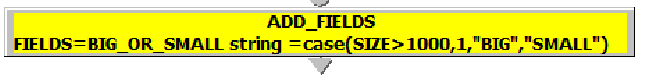 ADD_FIELDS
FIELDS=BIG_OR_SMALL string =case(SIZE>1000,1,"BIG","SMALL")